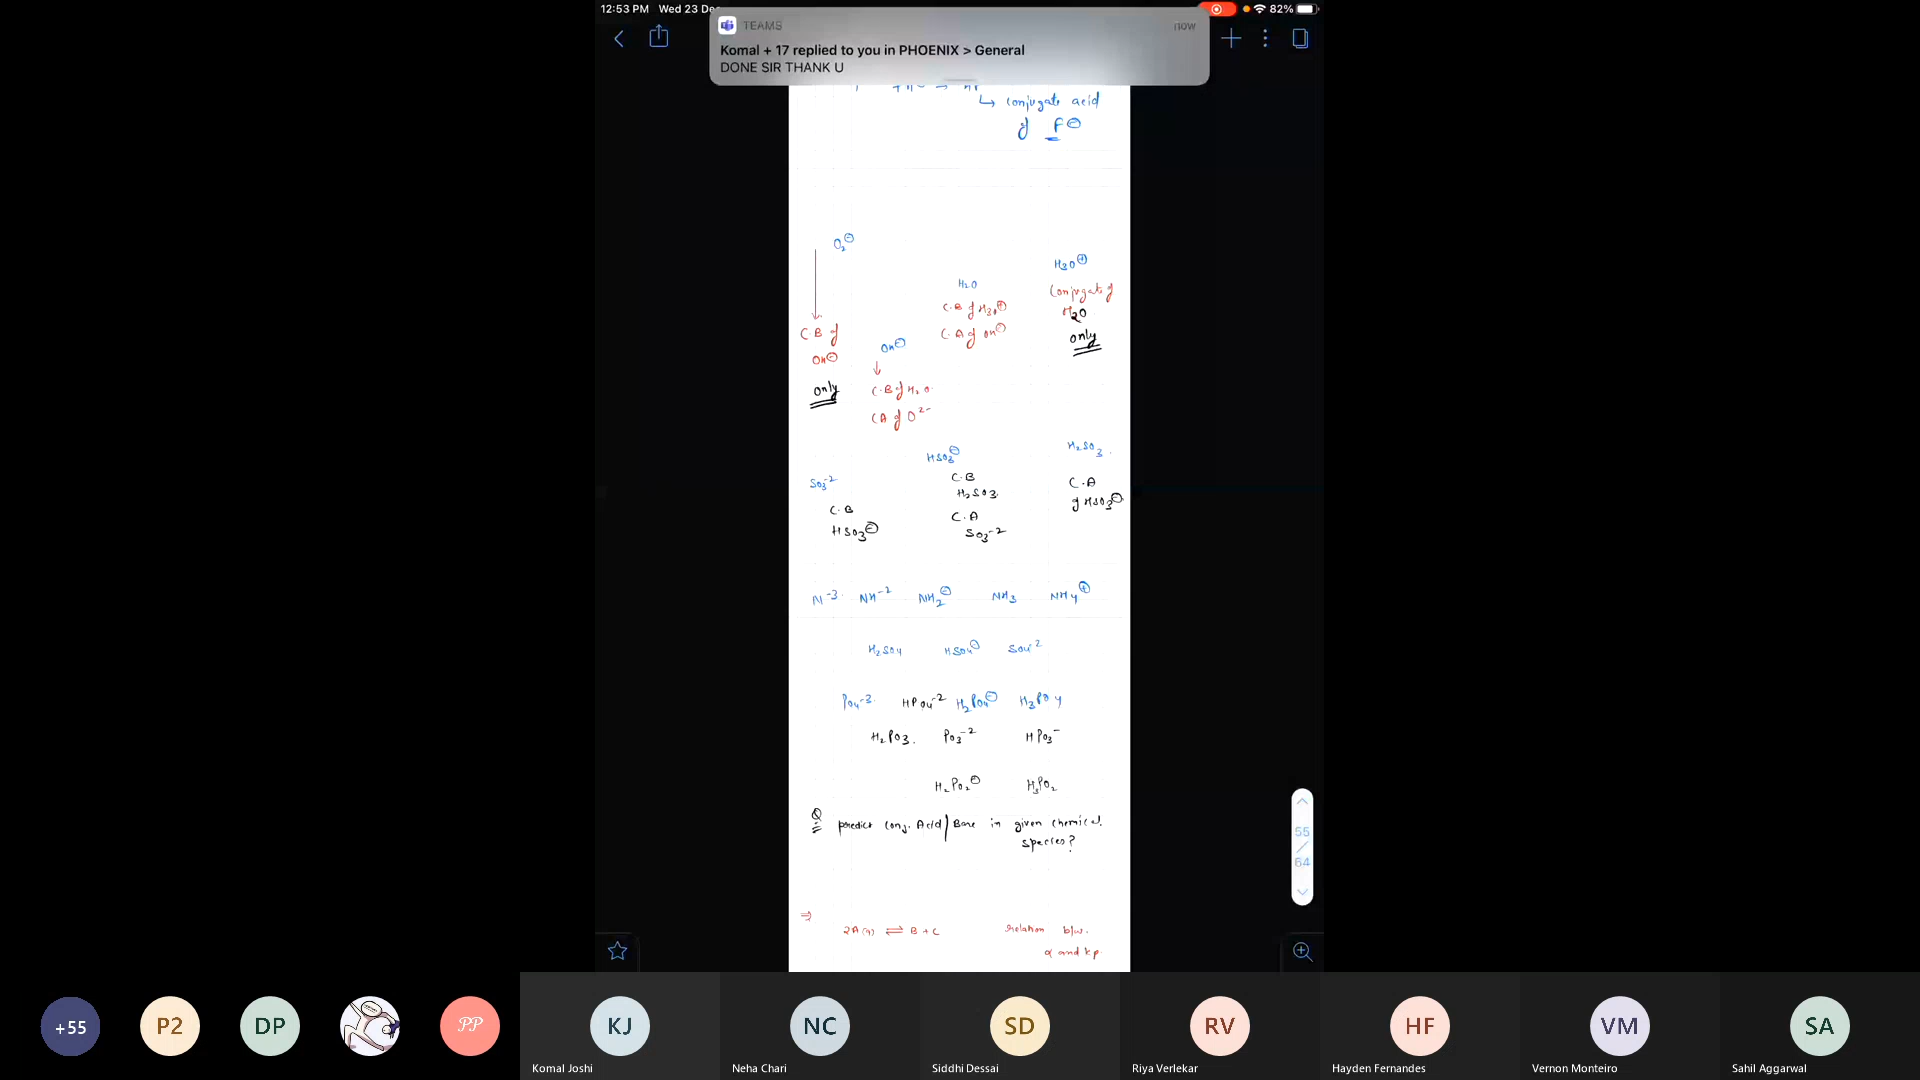 12:53 PM Wed 23 De
82%
TEAMS
now
Komal + 17 replied to you in PHOENIX > General
DONE SIR THANK U
↳ conjugate acid
of F⊖
O₂⊖
H₃O⊕
H₂O
Conjugate of
C.B of H₃O⊕
H₂O
C.B of
C.A of OH⊖
only
OH⊖
OH⊖
only
C.B of H₂O
CA of O²⁻
H₂SO₃.
HSO₃⊖
C.B
C.A
SO₃⁻²
H₂SO₃
of HSO₃⊖
C.B
C.A
HSO₃⊖
SO₃⁻²
N⁻³ NH⁻² NH₂⊖ NH₃ NH₄⊕
H₂SO₄ HSO₄⊖ SO₄⁻²
PO₄⁻³ HPO₄⁻² H₂PO₄⊖ H₃PO₄
H₂PO₃. PO₃⁻² HPO₃⁻
H₂PO₂⊖ H₃PO₂
Q predict conj. Acid/Base in given chemical
species?
⇒
2A(g) ⇌ B + C relation b/w.
α and kp
55
/
64
+55
P2
DP
PP
KJ
NC
SD
RV
HF
VM
SA
Komal Joshi
Neha Chari
Siddhi Dessai
Riya Verlekar
Hayden Fernandes
Vernon Monteiro
Sahil Aggarwal